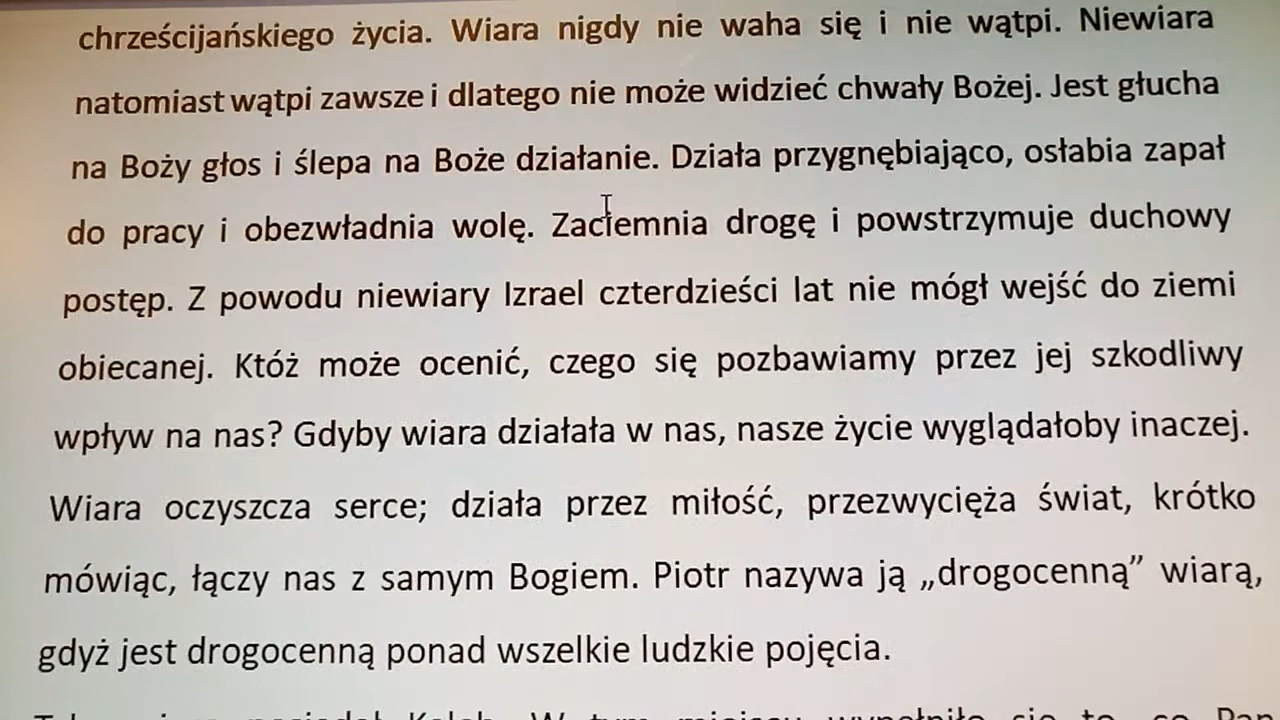 chrześcijańskiego życia. Wiara nigdy nie waha się i nie wątpi. Niewiara
natomiast wątpi zawsze i dlatego nie może widzieć chwały Bożej. Jest głucha
na Boży głos i ślepa na Boże działanie. Działa przygnębiająco, osłabia zapał
do pracy i obezwładnia wolę. Zaciemnia drogę i powstrzymuje duchowy
postęp. Z powodu niewiary Izrael czterdzieści lat nie mógł wejść do ziemi
obiecanej. Któż może ocenić, czego się pozbawiamy przez jej szkodliwy
wpływ na nas? Gdyby wiara działała w nas, nasze życie wyglądałoby inaczej.
Wiara oczyszcza serce; działa przez miłość, przezwycięża świat, krótko
mówiąc, łączy nas z samym Bogiem. Piotr nazywa ją „drogocenną” wiarą,
gdyż jest drogocenną ponad wszelkie ludzkie pojęcia.